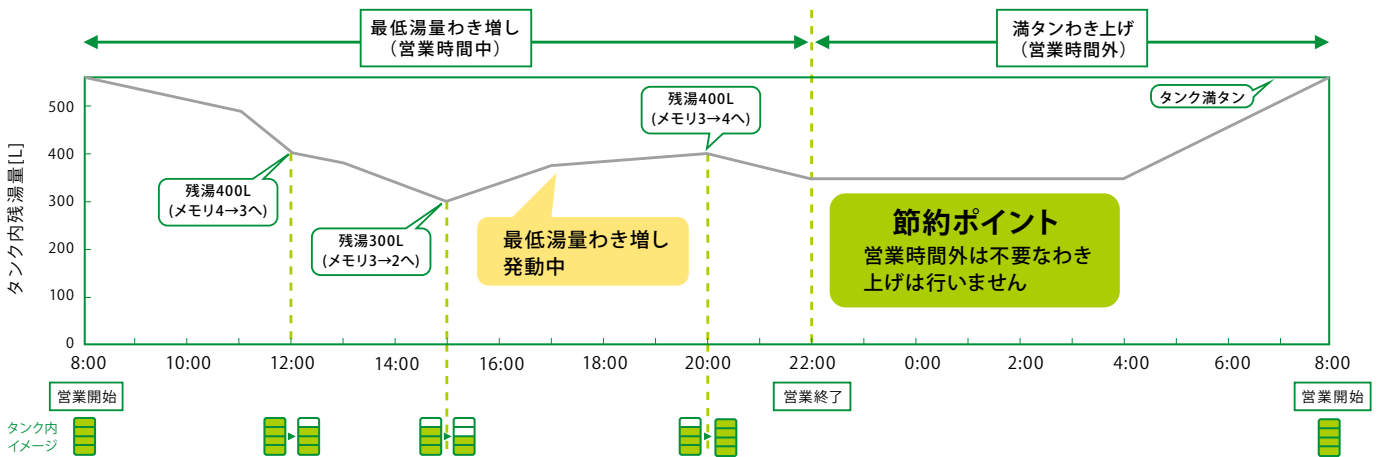 最低湯量わき増し
（営業時間中）
満タンわき上げ
（営業時間外）
タンク内残湯量[L]
500
400
300
200
100
0
残湯400L
(メモリ4→3へ)
残湯300L
(メモリ3→2へ)
最低湯量わき増し
発動中
残湯400L
(メモリ3→4へ)
タンク満タン
節約ポイント
営業時間外は不要なわき
上げは行いません
8:00
10:00
12:00
14:00
16:00
18:00
20:00
22:00
0:00
2:00
4:00
8:00
営業開始
営業終了
営業開始
タンク内
イメージ